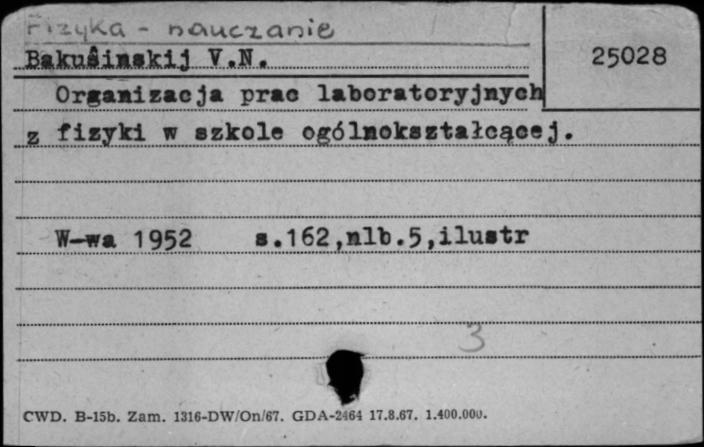 Fizyka - nauczanie
Bakušinskij V.N.
25028
Organizacja prac laboratoryjnych
z fizyki w szkole ogólnokształcącej.
W-wa 1952 s.162,nlb.5,ilustr
3
CWD. B-15b. Zam. 1316-DW/On/67. GDA-2464 17.8.67. 1.400.000.